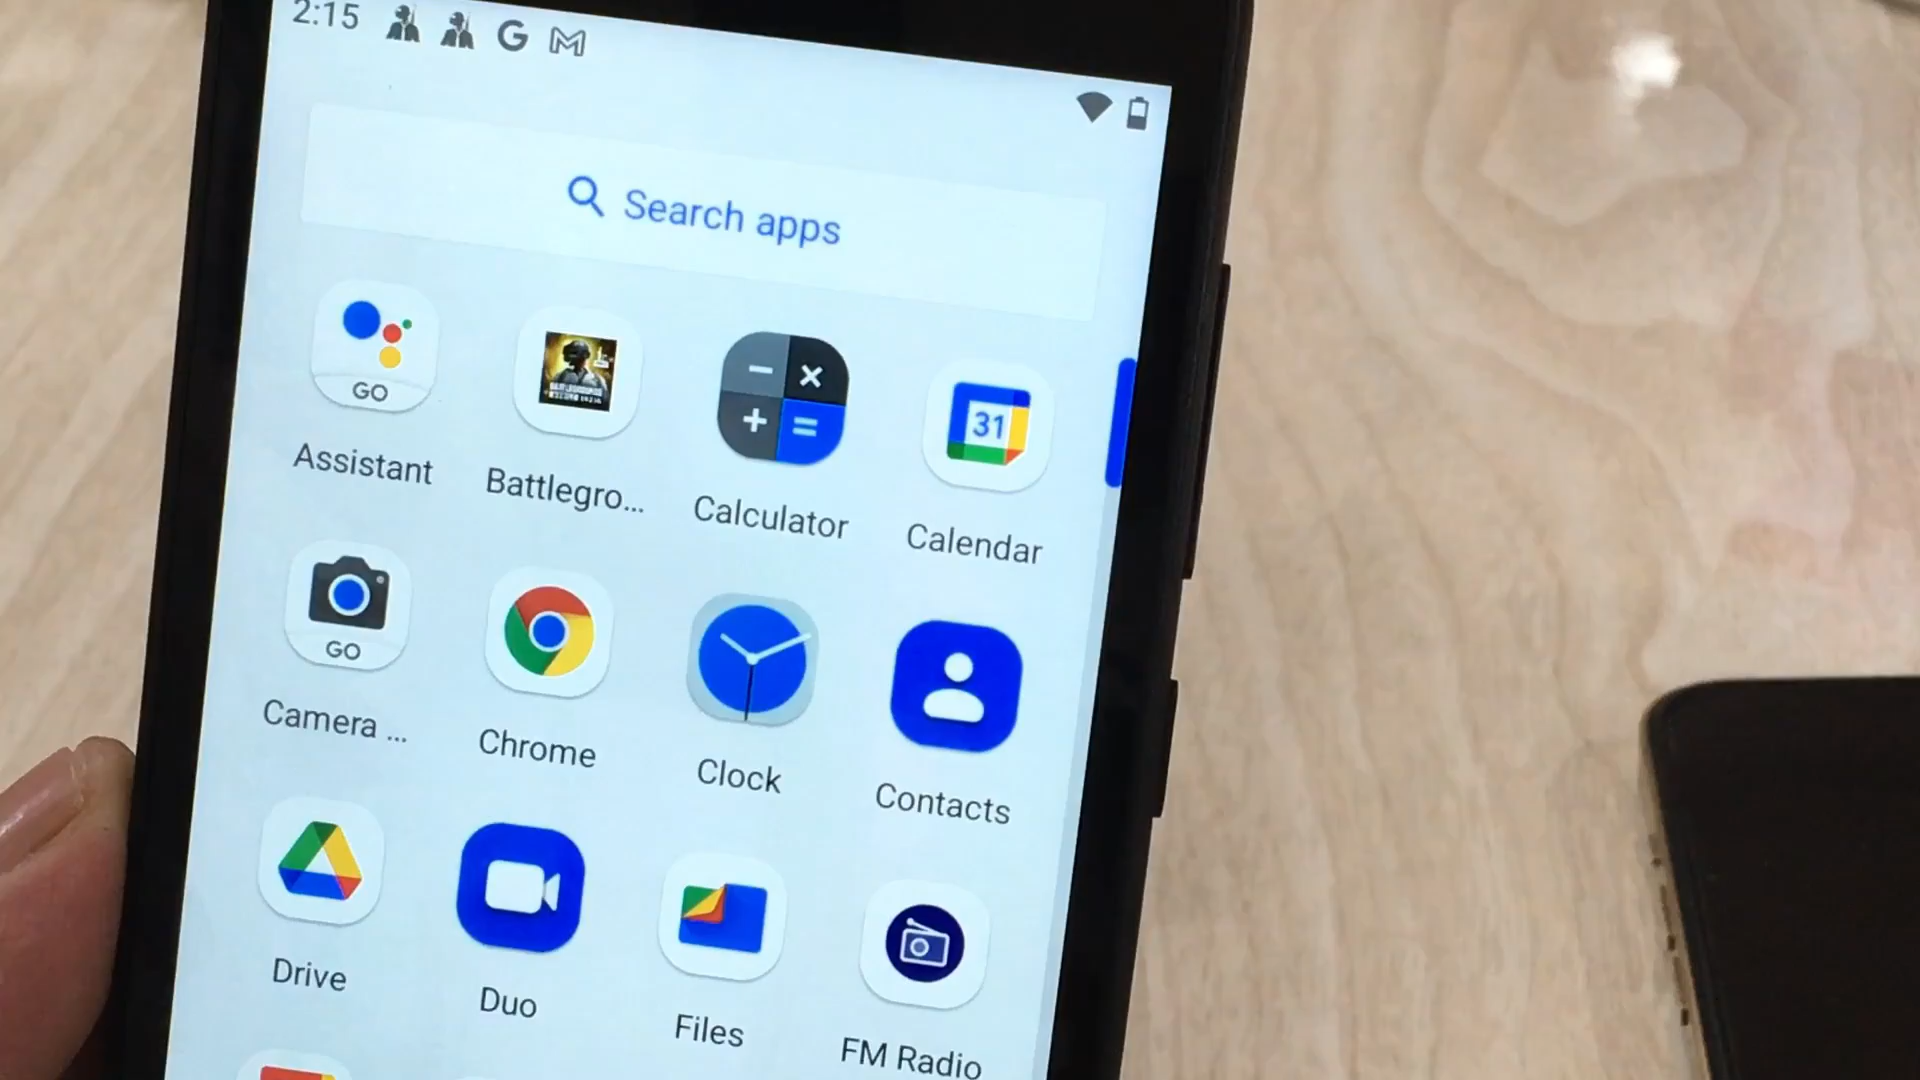 2:15
Search apps
GO
31
Assistant
Battlegro...
Calculator
Calendar
GO
Camera ...
Chrome
Clock
Contacts
Drive
Duo
Files
FM Radio